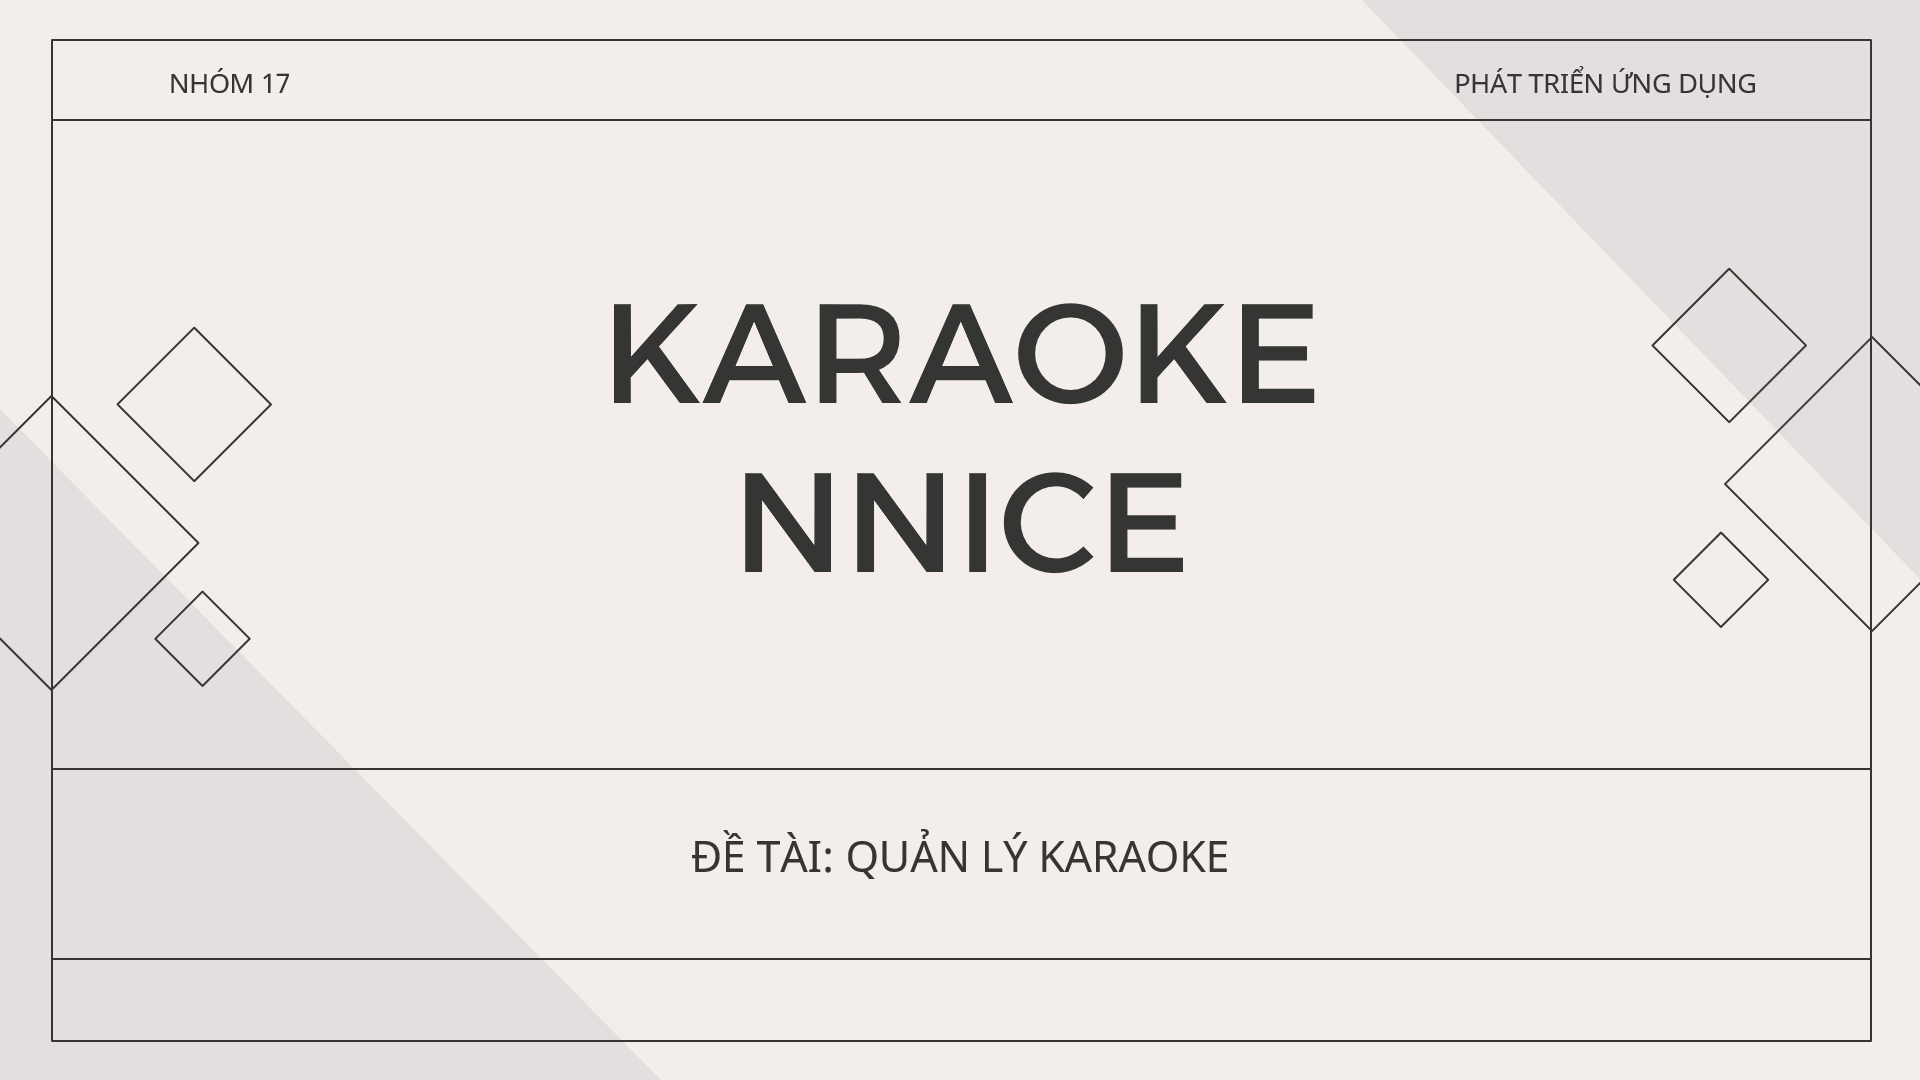 NHÓM 17
PHÁT TRIỂN ỨNG DỤNG
KARAOKE
NNICE
ĐỀ TÀI: QUẢN LÝ KARAOKE